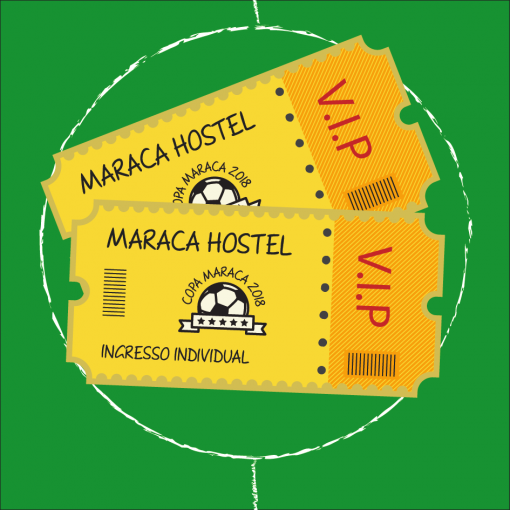 MARACA HOSTEL
COPA MARACA 2018
V.I.P
MARACA HOSTEL
COPA MARACA 2018
INGRESSO INDIVIDUAL
V.I.P